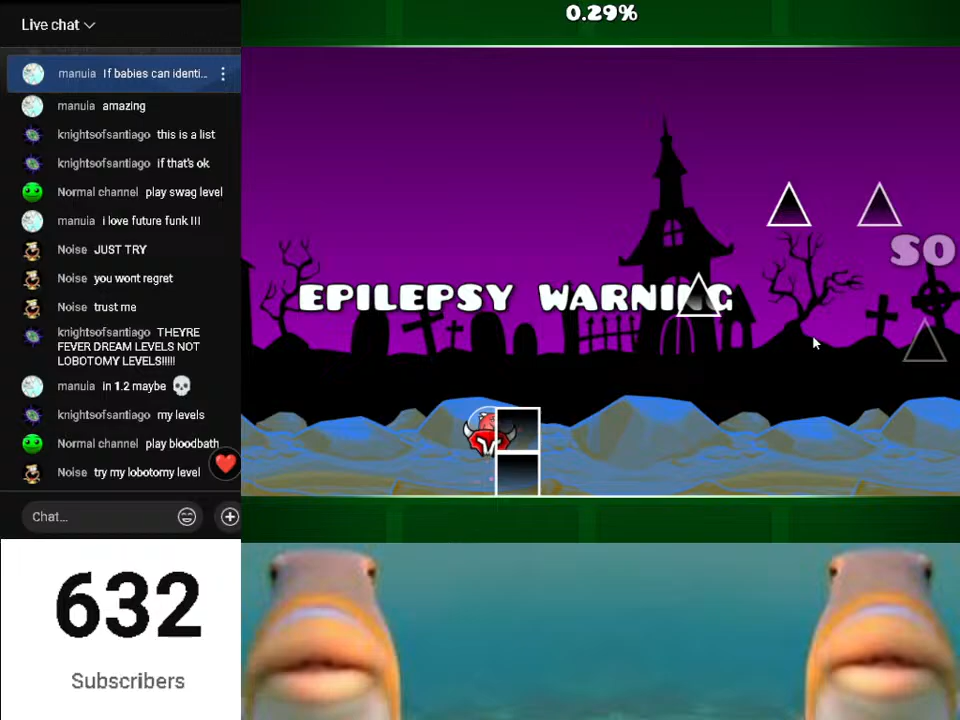 0.29%
Live chat
manuia If babies can identi...
manuia amazing
knightsofsantiago this is a list
knightsofsantiago if that's ok
Normal channel play swag level
manuia i love future funk !!!
Noise JUST TRY
Noise you wont regret
Noise trust me
knightsofsantiago THEYRE
FEVER DREAM LEVELS NOT
LOBOTOMY LEVELS!!!!!
manuia in 1.2 maybe 💀
knightsofsantiago my levels
Normal channel play bloodbath
Noise try my lobotomy level
Chat...
EPILEPSY WARNING
SO
632
Subscribers